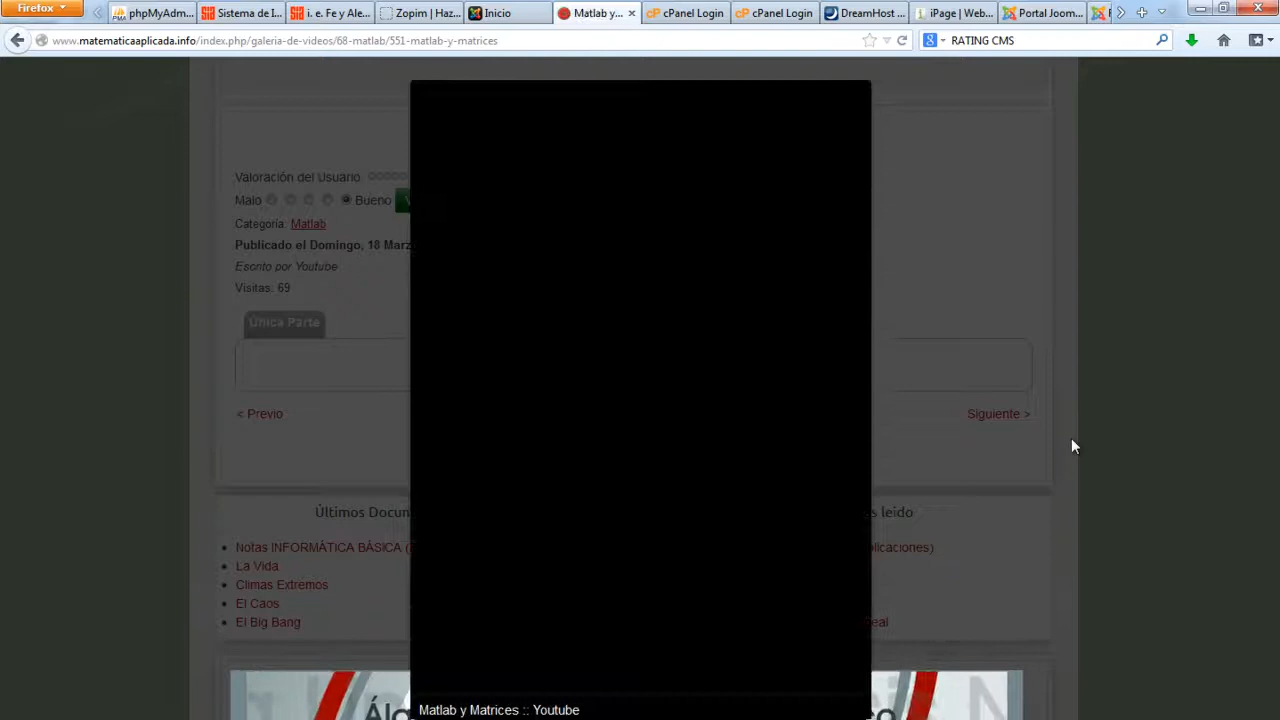 Firefox
phpMyAdm...
Sistema de I...
i. e. Fe y Ale...
Zopim | Haz...
Inicio
Matlab y...
cPanel Login
cPanel Login
DreamHost ...
iPage | Web...
Portal Joom...
www.matematicaaplicada.info/index.php/galeria-de-videos/68-matlab/551-matlab-y-matrices
RATING CMS
Valoración del Usuario
Malo Bueno
Categoría: Matlab
Publicado el Domingo, 18 Marz
Escrito por Youtube
Visitas: 69
Única Parte
< Previo
Siguiente >
Últimos Docum
s leído
Notas INFORMÁTICA BÁSICA (
plicaciones)
La Vida
Climas Extremos
El Caos
El Big Bang
eal
Matlab y Matrices :: Youtube